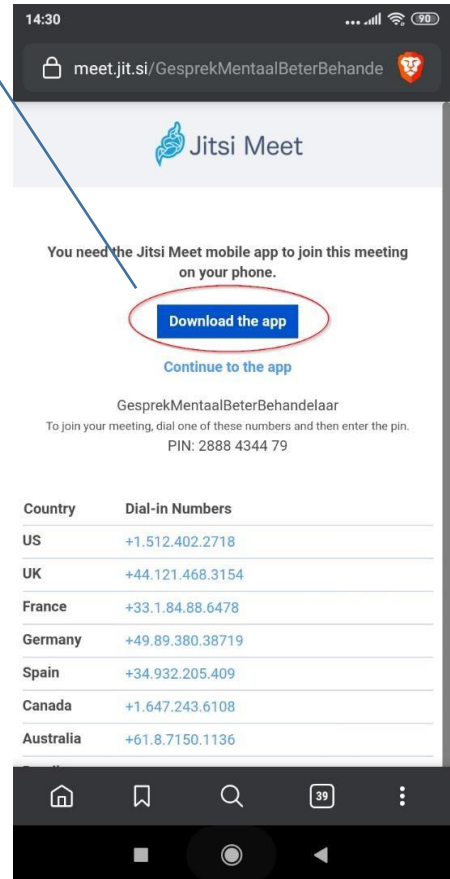 14:30
90
meet.jit.si/GesprekMentaalBeterBehande
Jitsi Meet
You need the Jitsi Meet mobile app to join this meeting
on your phone.
Download the app
Continue to the app
GesprekMentaalBeterBehandelaar
To join your meeting, dial one of these numbers and then enter the pin.
PIN: 2888 4344 79
Country Dial-in Numbers
US +1.512.402.2718
UK +44.121.468.3154
France +33.1.84.88.6478
Germany +49.89.380.38719
Spain +34.932.205.409
Canada +1.647.243.6108
Australia +61.8.7150.1136
39